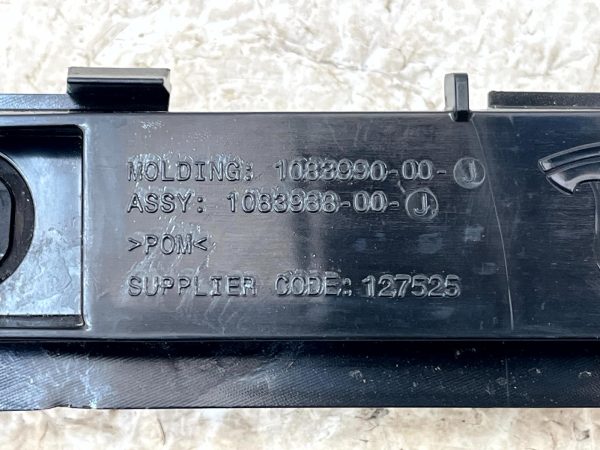 MOLDING: 1083990-00-J
ASSY: 1083988-00-J
>POM<
SUPPLIER CODE: 127525